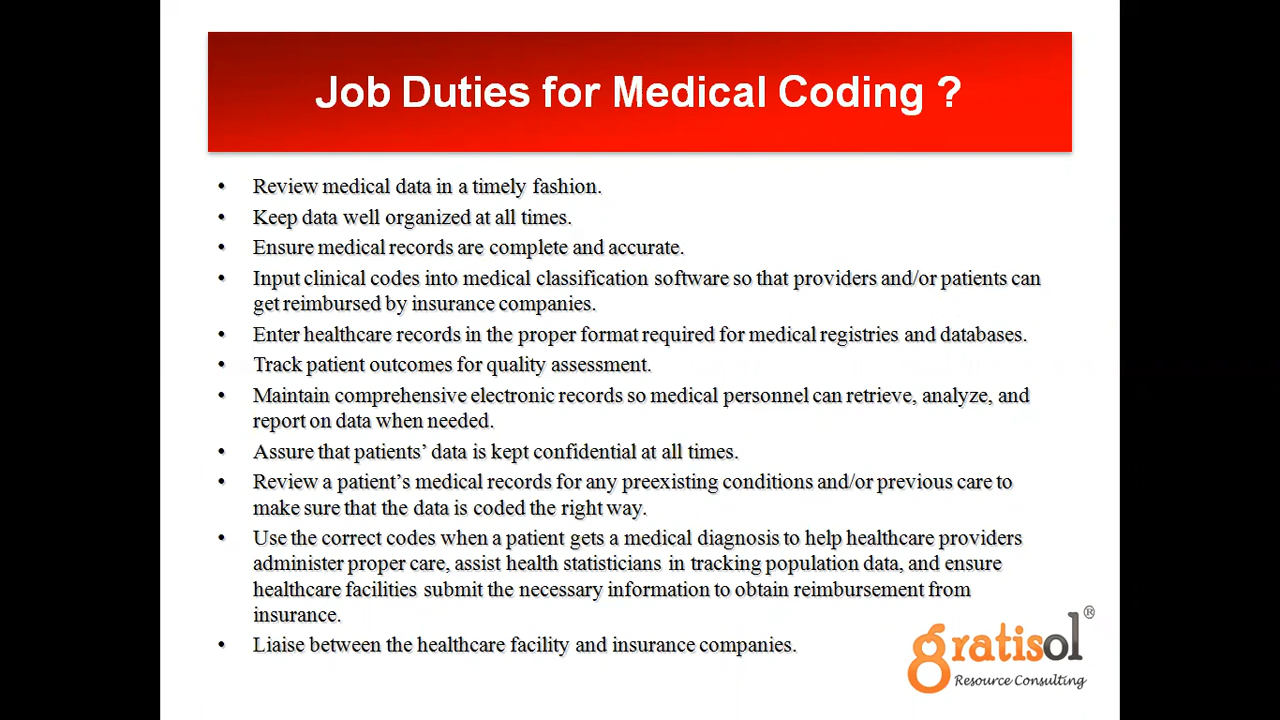 Job Duties for Medical Coding ?
• Review medical data in a timely fashion.
• Keep data well organized at all times.
• Ensure medical records are complete and accurate.
• Input clinical codes into medical classification software so that providers and/or patients can
get reimbursed by insurance companies.
• Enter healthcare records in the proper format required for medical registries and databases.
• Track patient outcomes for quality assessment.
• Maintain comprehensive electronic records so medical personnel can retrieve, analyze, and
report on data when needed.
• Assure that patients’ data is kept confidential at all times.
• Review a patient’s medical records for any preexisting conditions and/or previous care to
make sure that the data is coded the right way.
• Use the correct codes when a patient gets a medical diagnosis to help healthcare providers
administer proper care, assist health statisticians in tracking population data, and ensure
healthcare facilities submit the necessary information to obtain reimbursement from
insurance.
• Liaise between the healthcare facility and insurance companies.
gratisol®
Resource Consulting